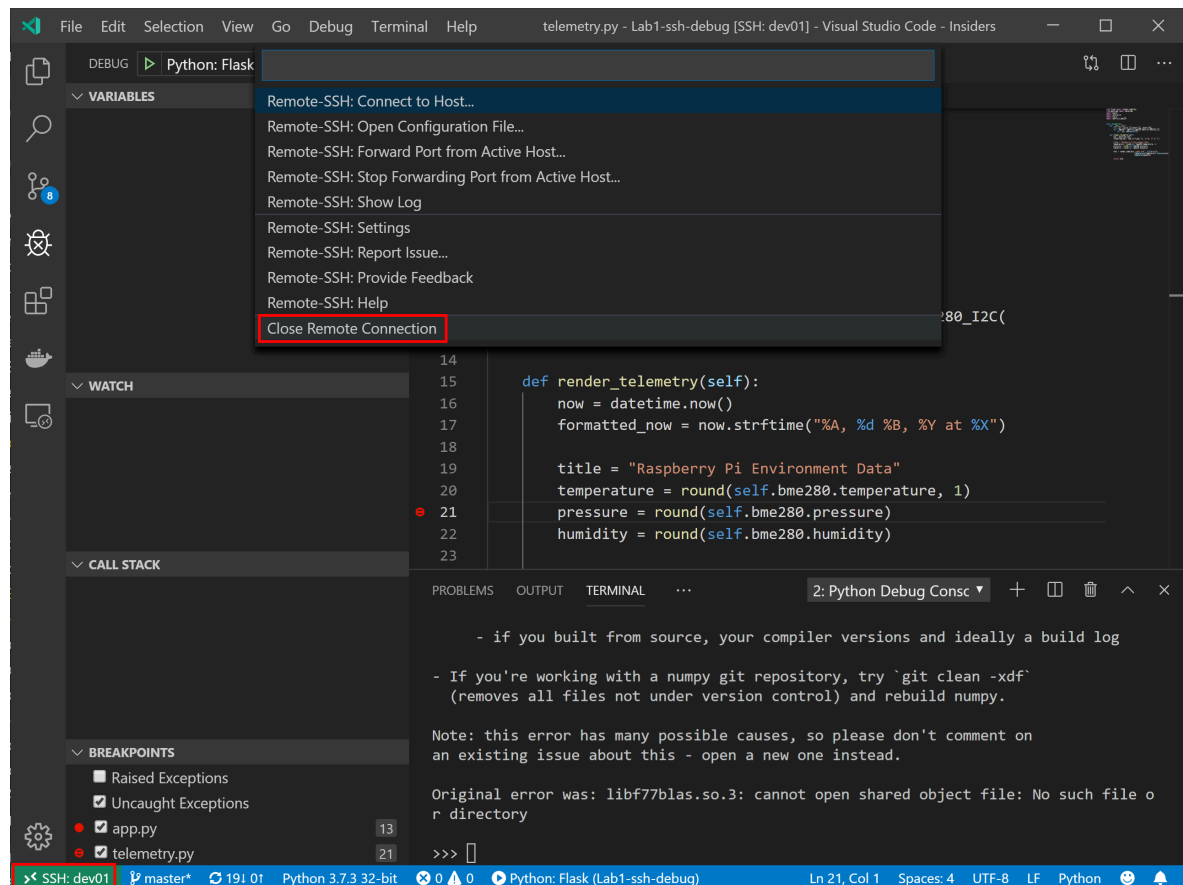 File Edit Selection View Go Debug Terminal Help telemetry.py - Lab1-ssh-debug [SSH: dev01] - Visual Studio Code - Insiders
DEBUG Python: Flask
VARIABLES
Remote-SSH: Connect to Host...
Remote-SSH: Open Configuration File...
Remote-SSH: Forward Port from Active Host...
Remote-SSH: Stop Forwarding Port from Active Host...
Remote-SSH: Show Log
Remote-SSH: Settings
Remote-SSH: Report Issue...
Remote-SSH: Provide Feedback
Remote-SSH: Help
Close Remote Connection
8
280_I2C(
14
15 def render_telemetry(self):
16 now = datetime.now()
17 formatted_now = now.strftime("%A, %d %B, %Y at %X")
18
19 title = "Raspberry Pi Environment Data"
20 temperature = round(self.bme280.temperature, 1)
21 pressure = round(self.bme280.pressure)
22 humidity = round(self.bme280.humidity)
23
WATCH
CALL STACK
PROBLEMS OUTPUT TERMINAL ... 2: Python Debug Consc
- if you built from source, your compiler versions and ideally a build log
- If you're working with a numpy git repository, try `git clean -xdf`
(removes all files not under version control) and rebuild numpy.
Note: this error has many possible causes, so please don't comment on
an existing issue about this - open a new one instead.
Original error was: libf77blas.so.3: cannot open shared object file: No such file o
r directory
>>>
BREAKPOINTS
Raised Exceptions
Uncaught Exceptions
app.py 13
telemetry.py 21
SSH: dev01 master* 19↓ 0↑ Python 3.7.3 32-bit 0 0 Python: Flask (Lab1-ssh-debug) Ln 21, Col 1 Spaces: 4 UTF-8 LF Python